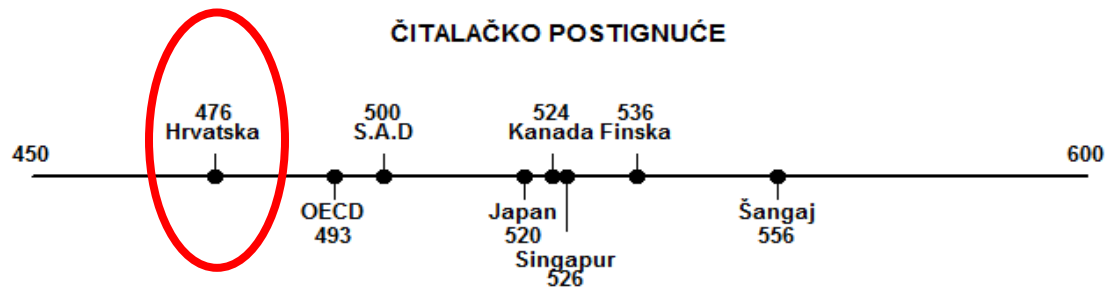 ČITALAČKO POSTIGNUĆE
476
Hrvatska
500
S.A.D
524
Kanada
536
Finska
450
600
OECD
493
Japan
520
Singapur
526
Šangaj
556